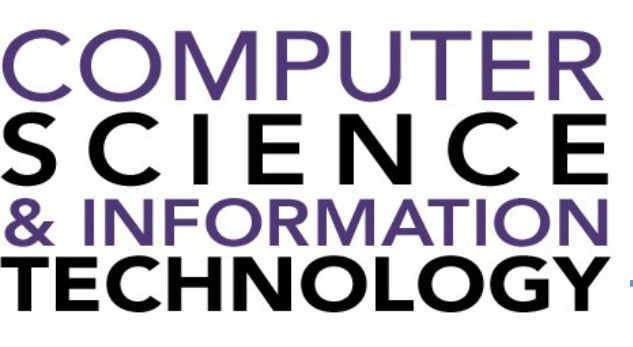 COMPUTER
SCIENCE
& INFORMATION
TECHNOLOGY